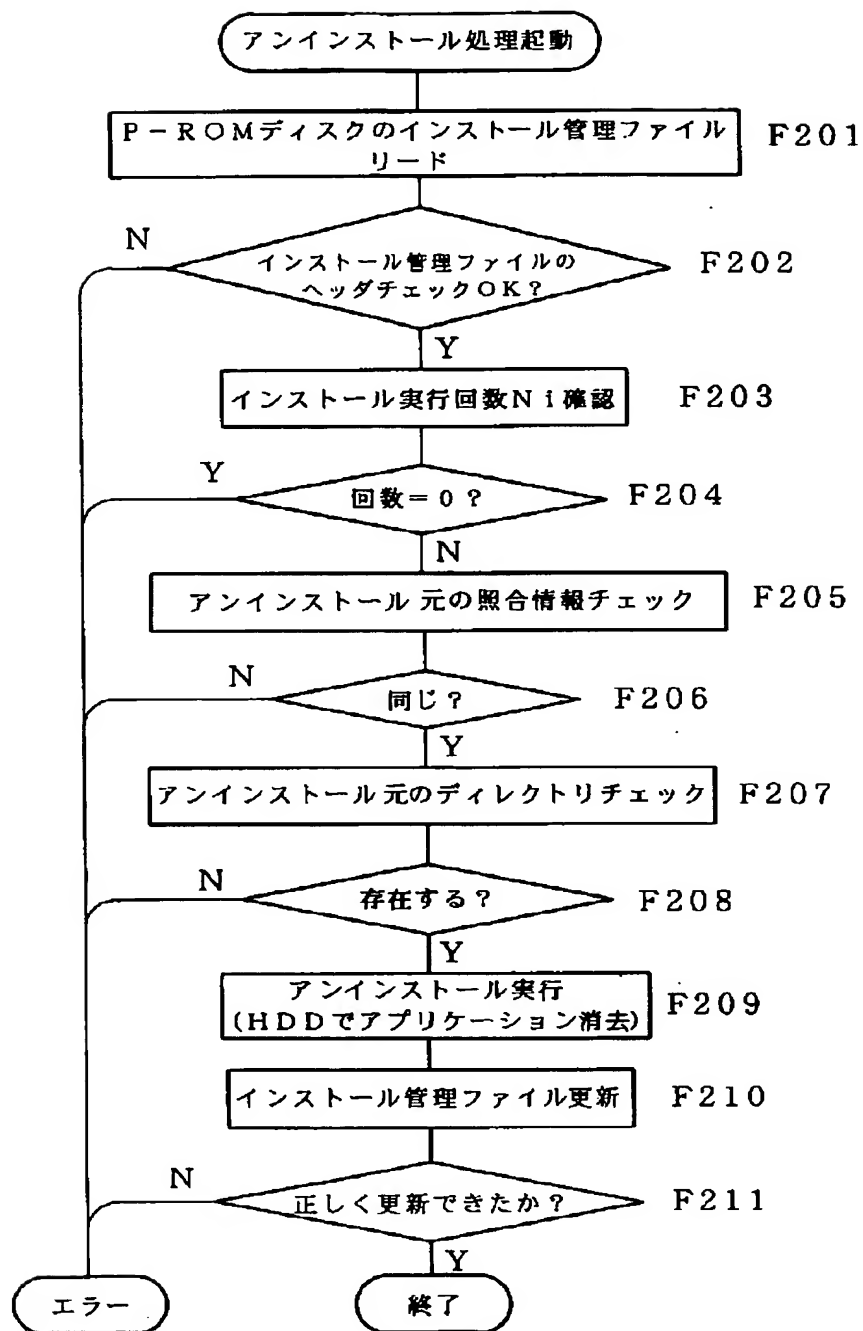 アンインストール処理起動
P－ROMディスクのインストール管理ファイル
リード
F201
N
インストール管理ファイルの
ヘッダチェックOK？
F202
Y
インストール実行回数Ni確認
F203
Y
回数＝0？
F204
N
アンインストール元の照合情報チェック
F205
N
同じ？
F206
Y
アンインストール元のディレクトリチェック
F207
N
存在する？
F208
Y
アンインストール実行
(HDDでアプリケーション消去)
F209
インストール管理ファイル更新
F210
N
正しく更新できたか？
F211
Y
エラー
終了